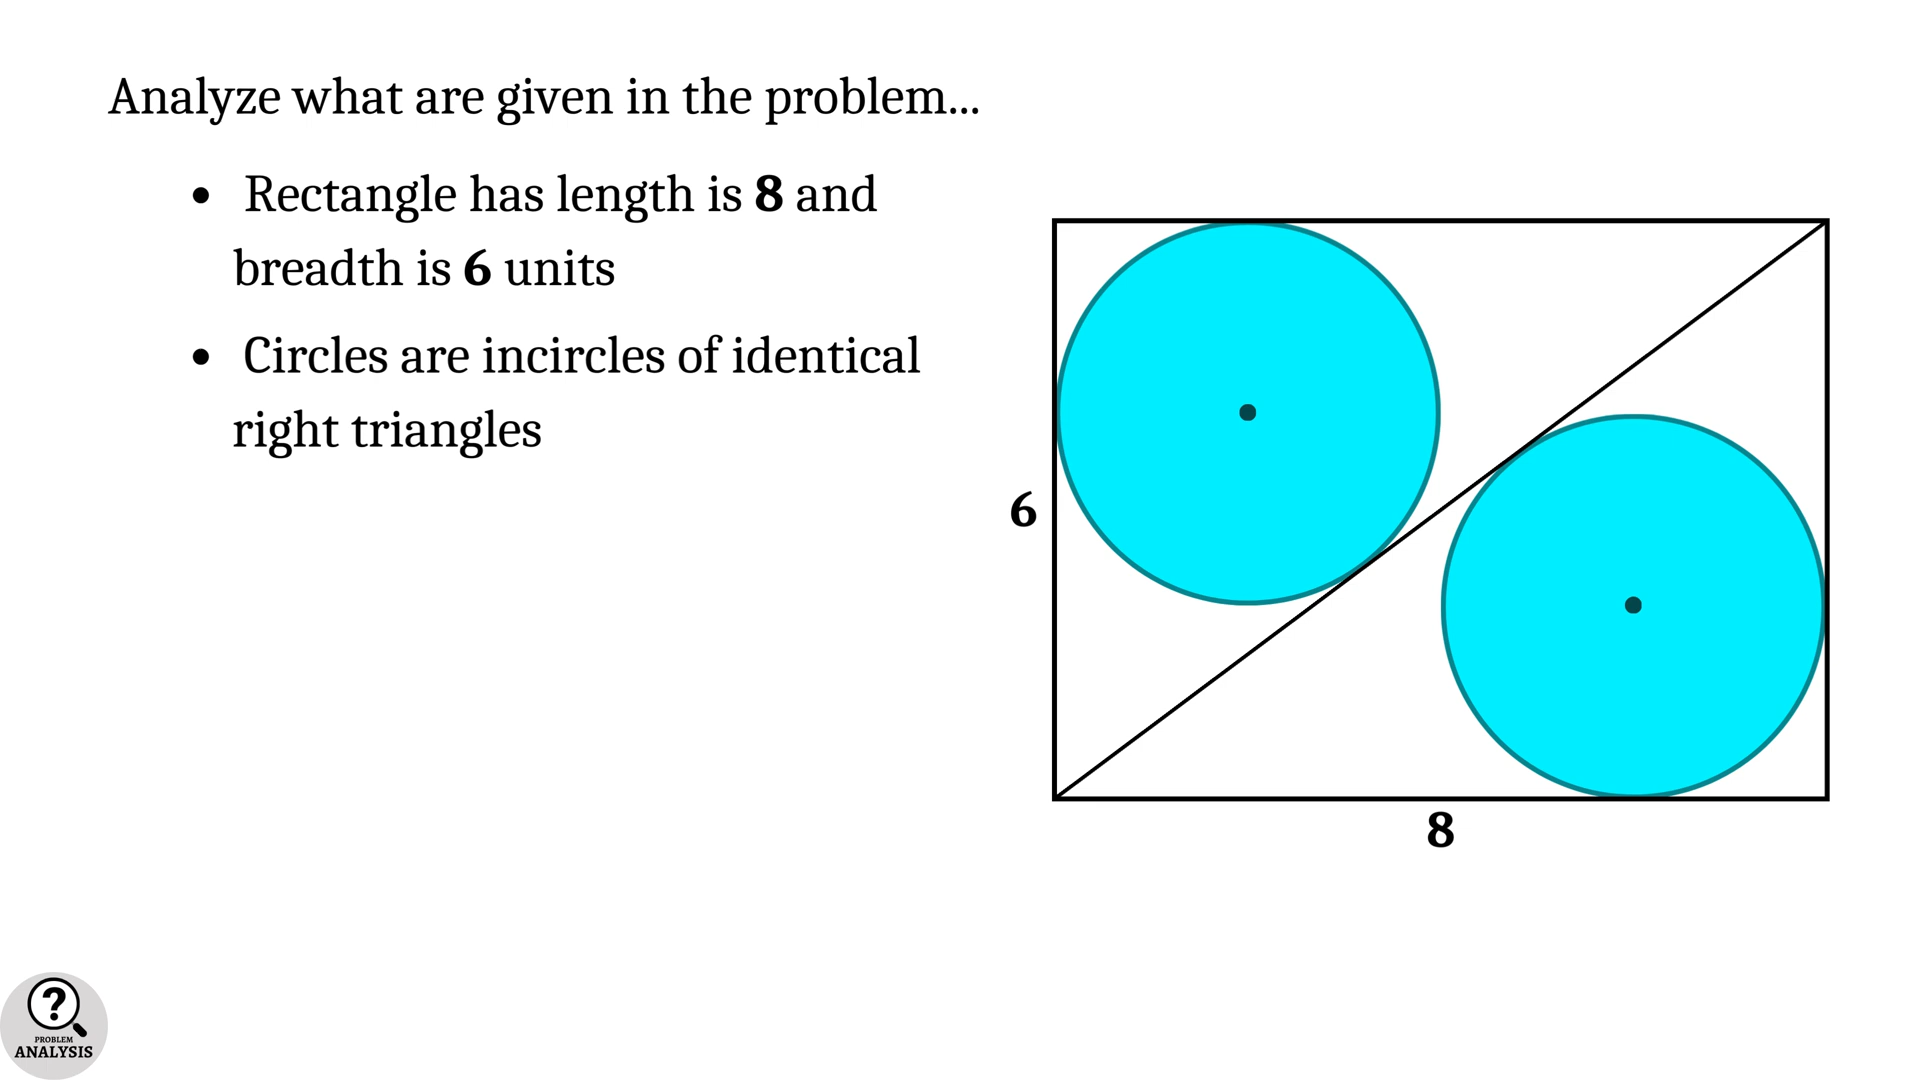 Analyze what are given in the problem...
• Rectangle has length is 8 and
breadth is 6 units
• Circles are incircles of identical
right triangles
6
8
?
PROBLEM
ANALYSIS